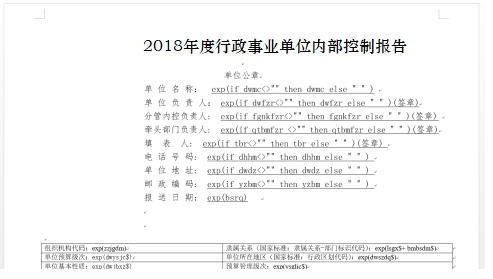 2018年度行政事业单位内部控制报告
单位公章
单 位 名 称： exp(if dwmc<>"" then dwmc else " " )
单 位 负 责 人： exp(if dwfzr<>"" then dwfzr else " " )(签章)
分管内控负责人： exp(if fgnkfzr<>"" then fgnkfzr else " " )(签章)
牵头部门负责人： exp(if qtbmfzr <>"" then qtbmfzr else " " )(签章)
填 表 人： exp(if tbr<>"" then tbr else " " )(签章)
电 话 号 码： exp(if dhhm<>"" then dhhm else " " )
单 位 地 址： exp(if dwdz<>"" then dwdz else " " )
邮 政 编 码： exp(if yzbm<>"" then yzbm else " " )
报 送 日 期： exp(bsrq)
组织机构代码：exp(zzjgdm) 隶属关系（国家标准：隶属关系-部门标识代码）：exp(lsgx$+ bmbsdm$)
单位预算级次：exp(dwysjc$) 单位所在地区（国家标准：行政区划代码）：exp(dwszdq$)
单位基本性质：exp(dwjbxz$) 预算管理级次：exp(ysgljc$)